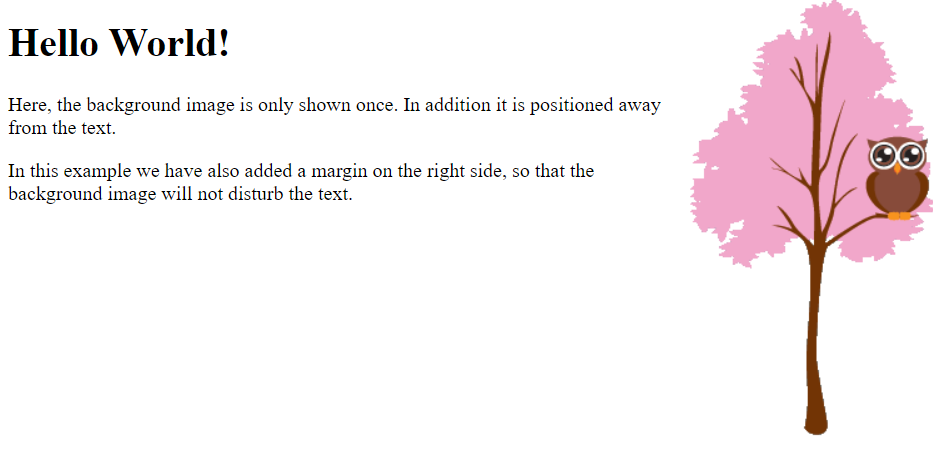 Hello World!
Here, the background image is only shown once. In addition it is positioned away
from the text.
In this example we have also added a margin on the right side, so that the
background image will not disturb the text.